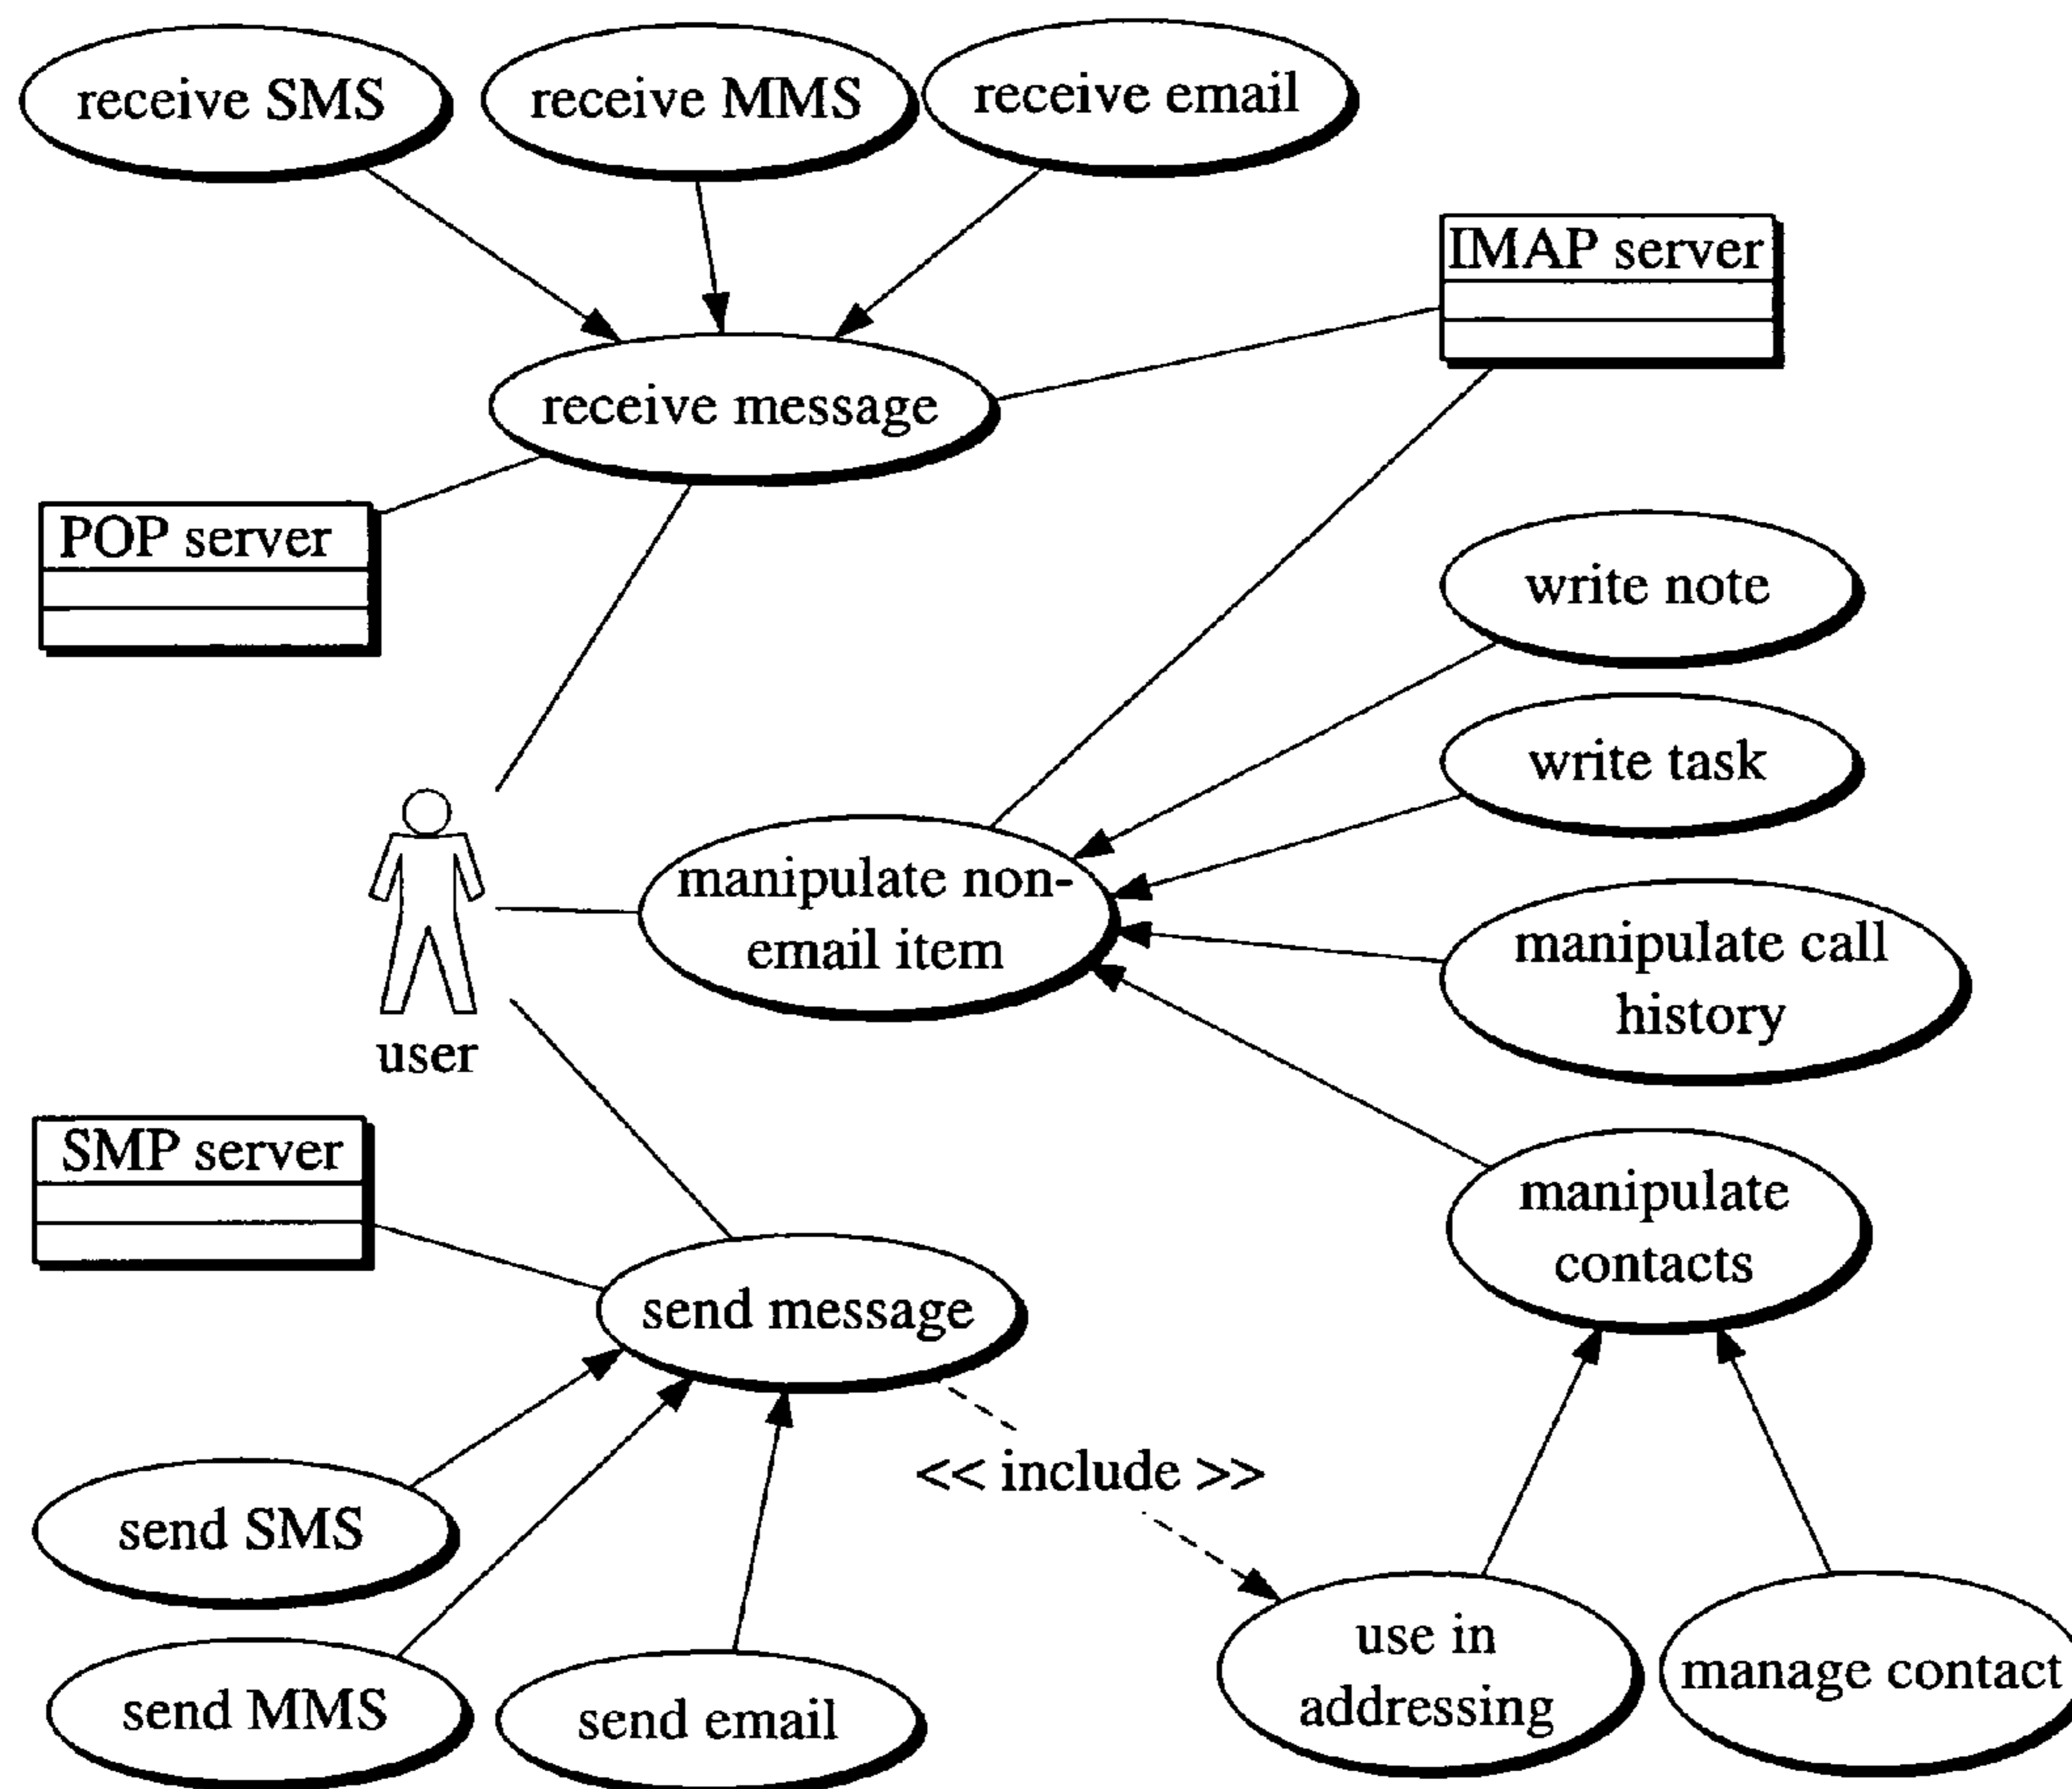 receive SMS
receive MMS
receive email
IMAP server
receive message
POP server
write note
write task
manipulate non-
email item
manipulate call
history
user
SMP server
manipulate
contacts
send message
<< include >>
send SMS
use in
addressing
manage contact
send MMS
send email